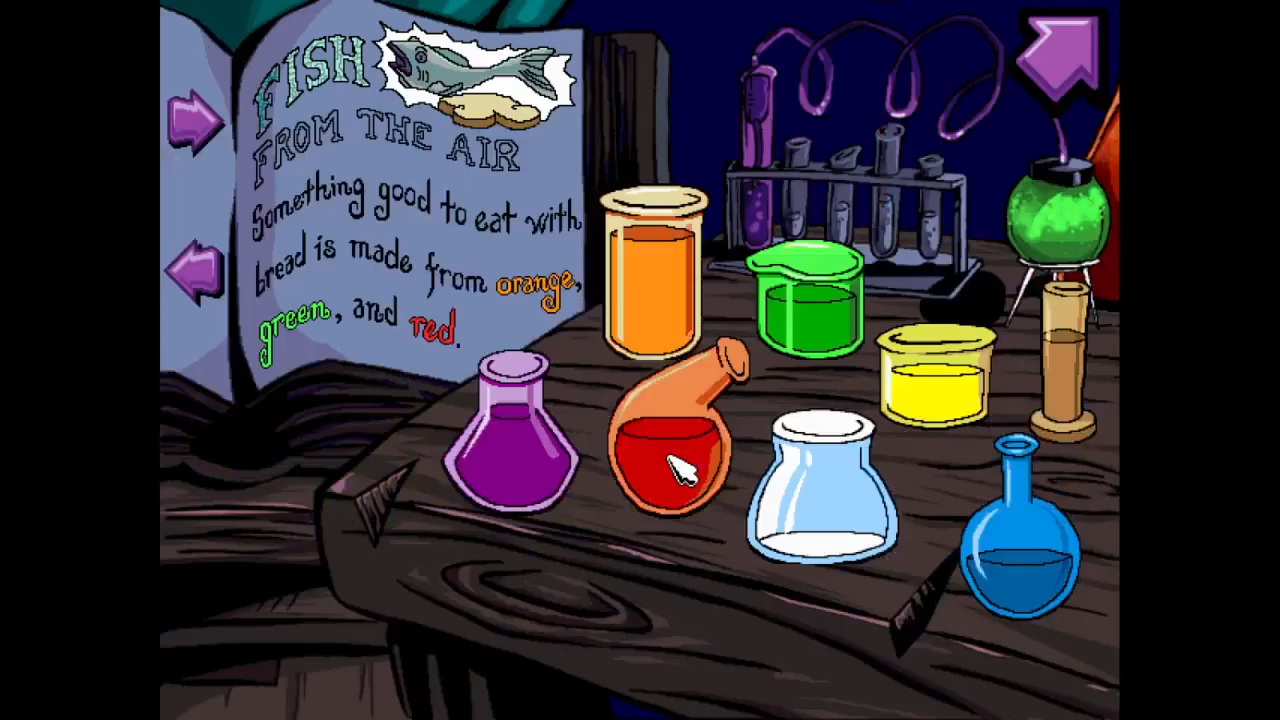 FISH
FROM THE AIR
Something good to eat with
bread is made from orange,
green, and red.